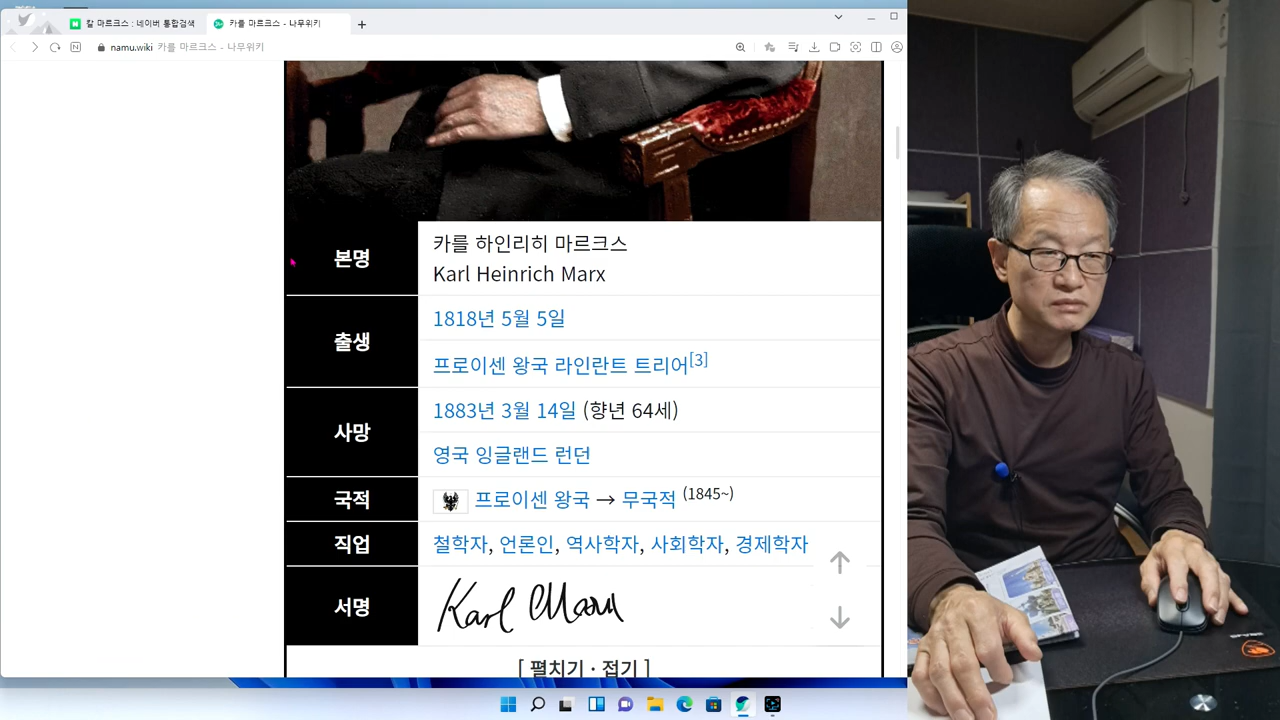 칼 마르크스 : 네이버 통합검색
카를 마르크스 - 나무위키
namu.wiki 카를 마르크스 - 나무위키
본명
카를 하인리히 마르크스
Karl Heinrich Marx
출생
1818년 5월 5일
프로이센 왕국 라인란트 트리어[3]
사망
1883년 3월 14일 (향년 64세)
영국 잉글랜드 런던
국적
프로이센 왕국 → 무국적 (1845~)
직업
철학자, 언론인, 역사학자, 사회학자, 경제학자
서명
Karl Marx
[ 펼치기 · 접기 ]